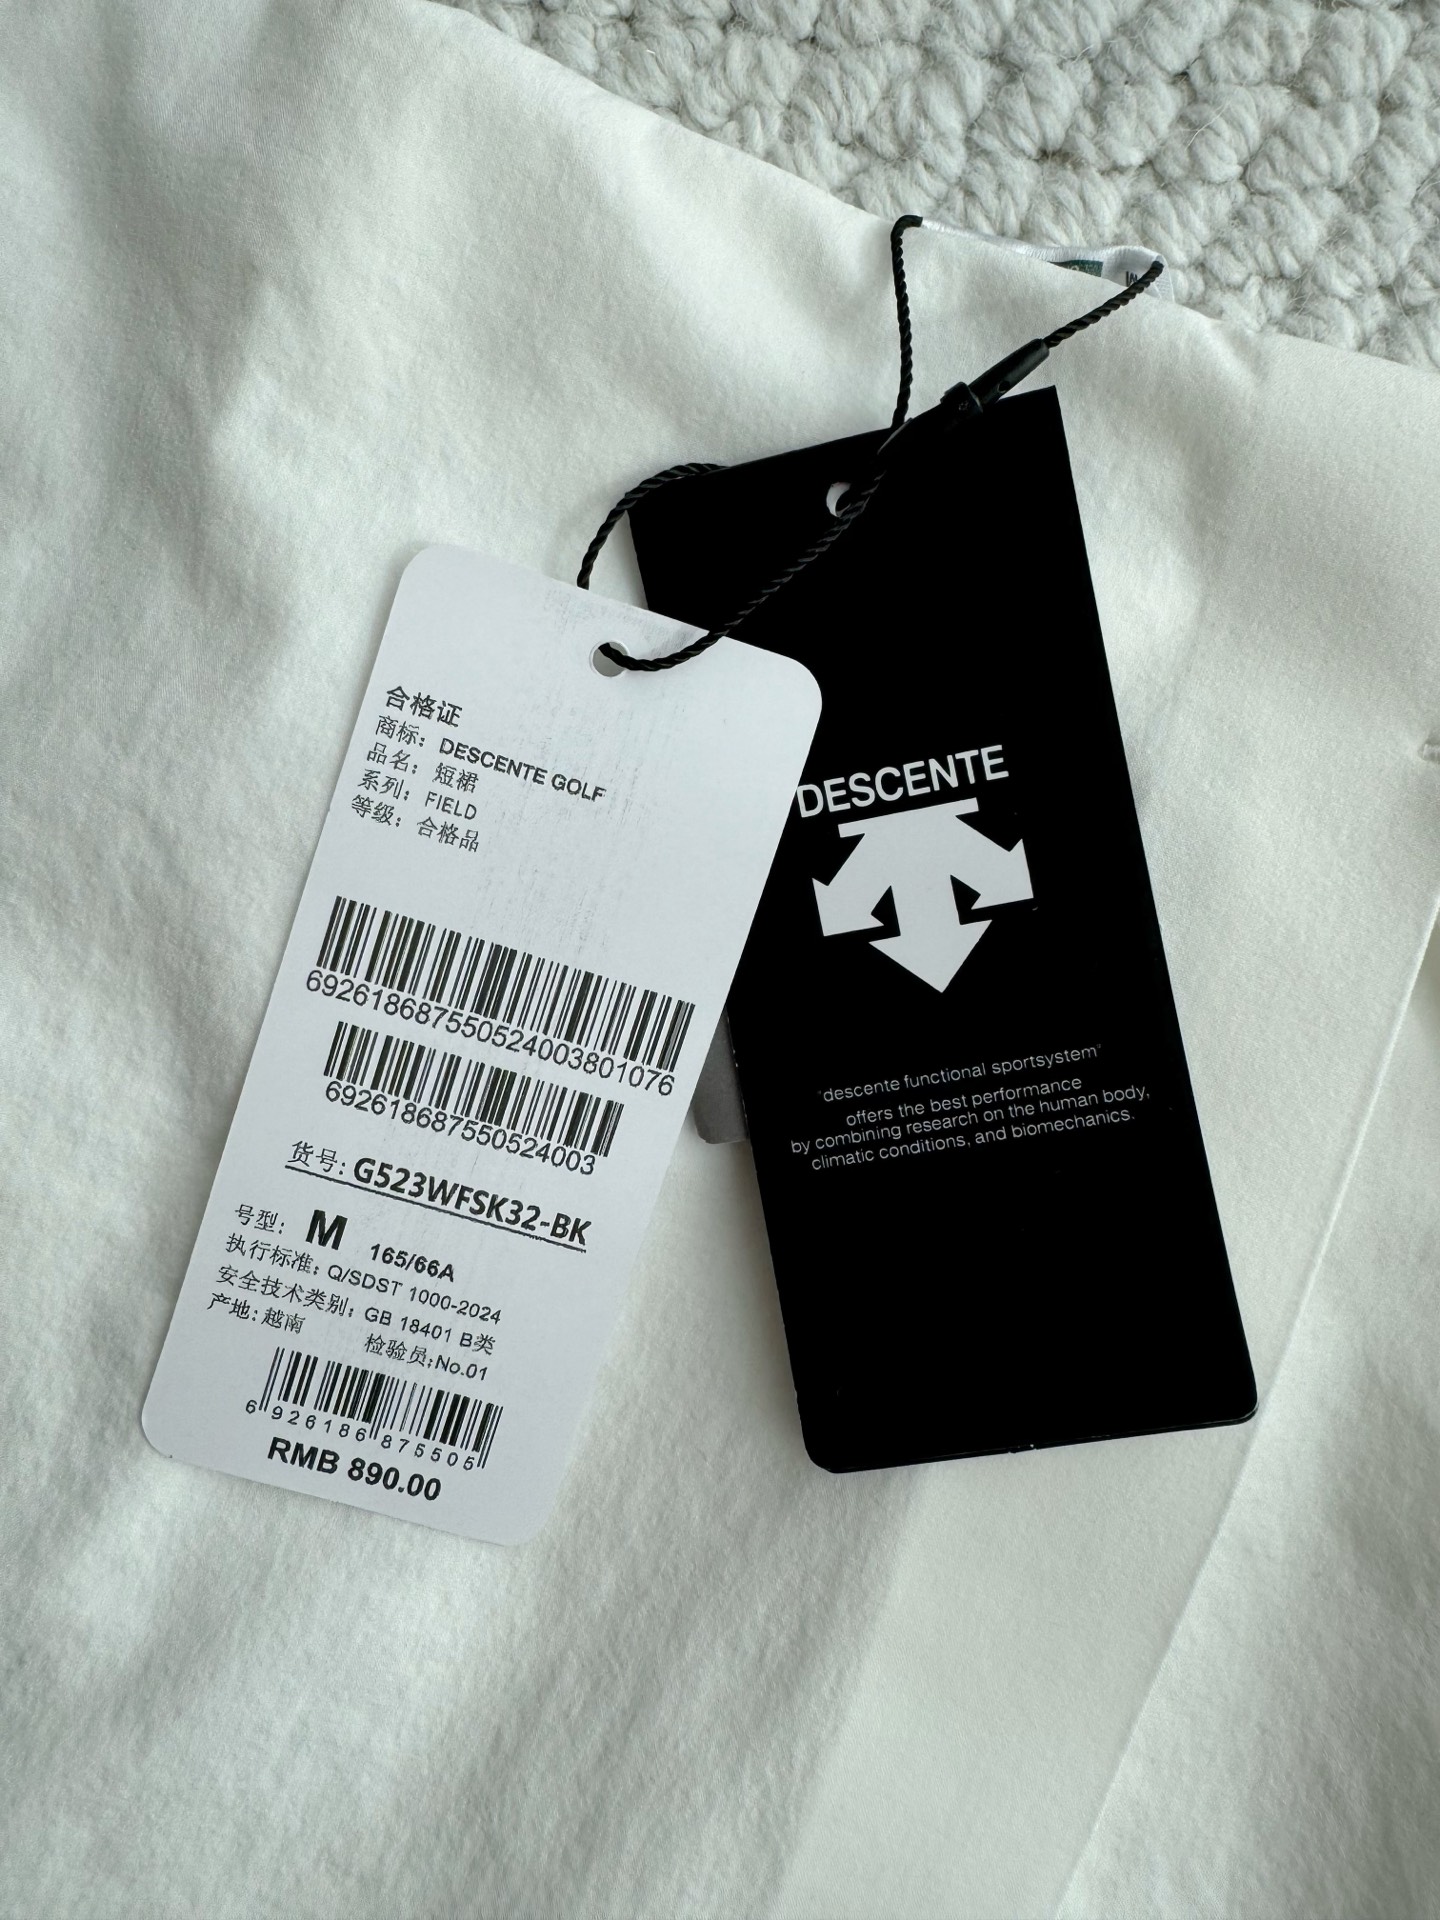 合格证
商标: DESCENTE GOLF
品名: 短裙
系列: FIELD
等级: 合格品
692618687550524003801076
692618687550524003
货号: G523WFSK32-BK
号型: M 165/66A
执行标准: Q/SDST 1000-2024
安全技术类别: GB 18401 B类
产地: 越南 检验员:No.01
6926186875505
RMB 890.00
DESCENTE
"descente functional sportsystem"
offers the best performance
by combining research on the human body,
climatic conditions, and biomechanics.